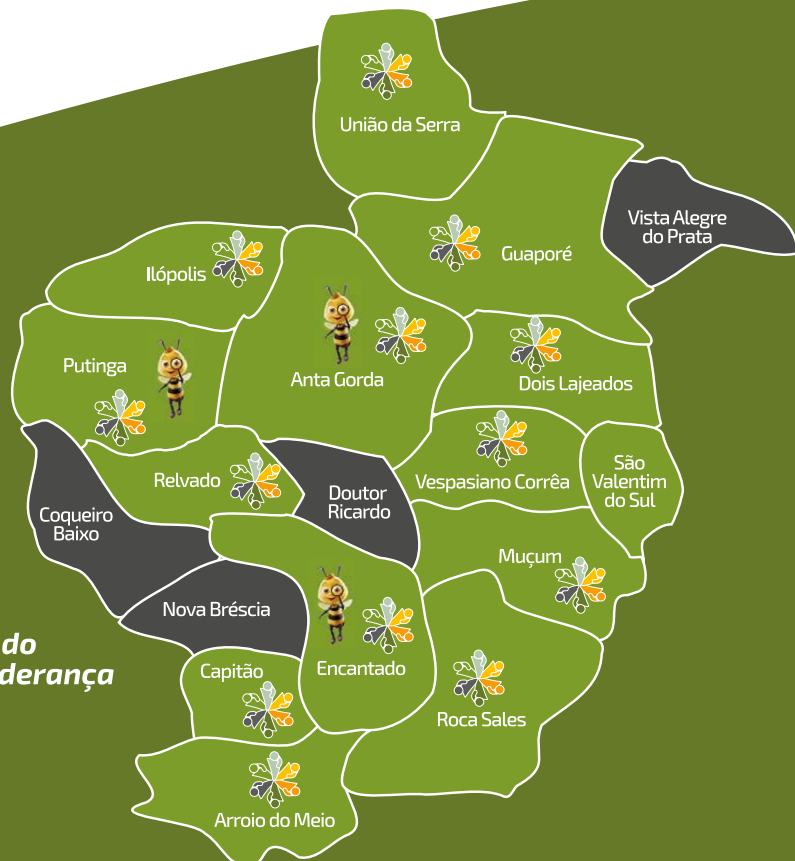 União da Serra
Vista Alegre
do Prata
Guaporé
Ilópolis
Putinga
Anta Gorda
Dois Lajeados
Relvado
Doutor
Ricardo
Vespasiano Corrêa
São
Valentim
do Sul
Coqueiro
Baixo
Muçum
Nova Bréscia
do
derança
Capitão
Encantado
Roca Sales
Arroio do Meio